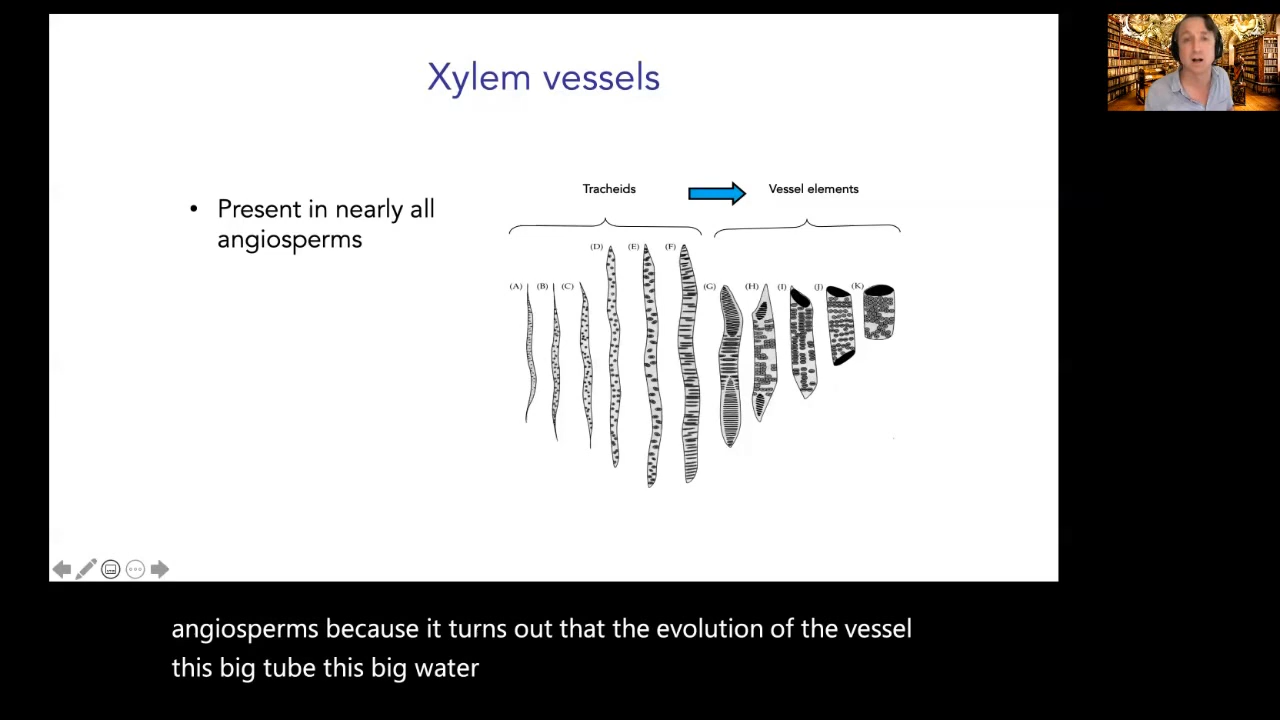 Xylem vessels
• Present in nearly all
angiosperms
Tracheids
Vessel elements
(A) (B) (C) (D) (E) (F) (G) (H) (I) (J) (K)
angiosperms because it turns out that the evolution of the vessel
this big tube this big water